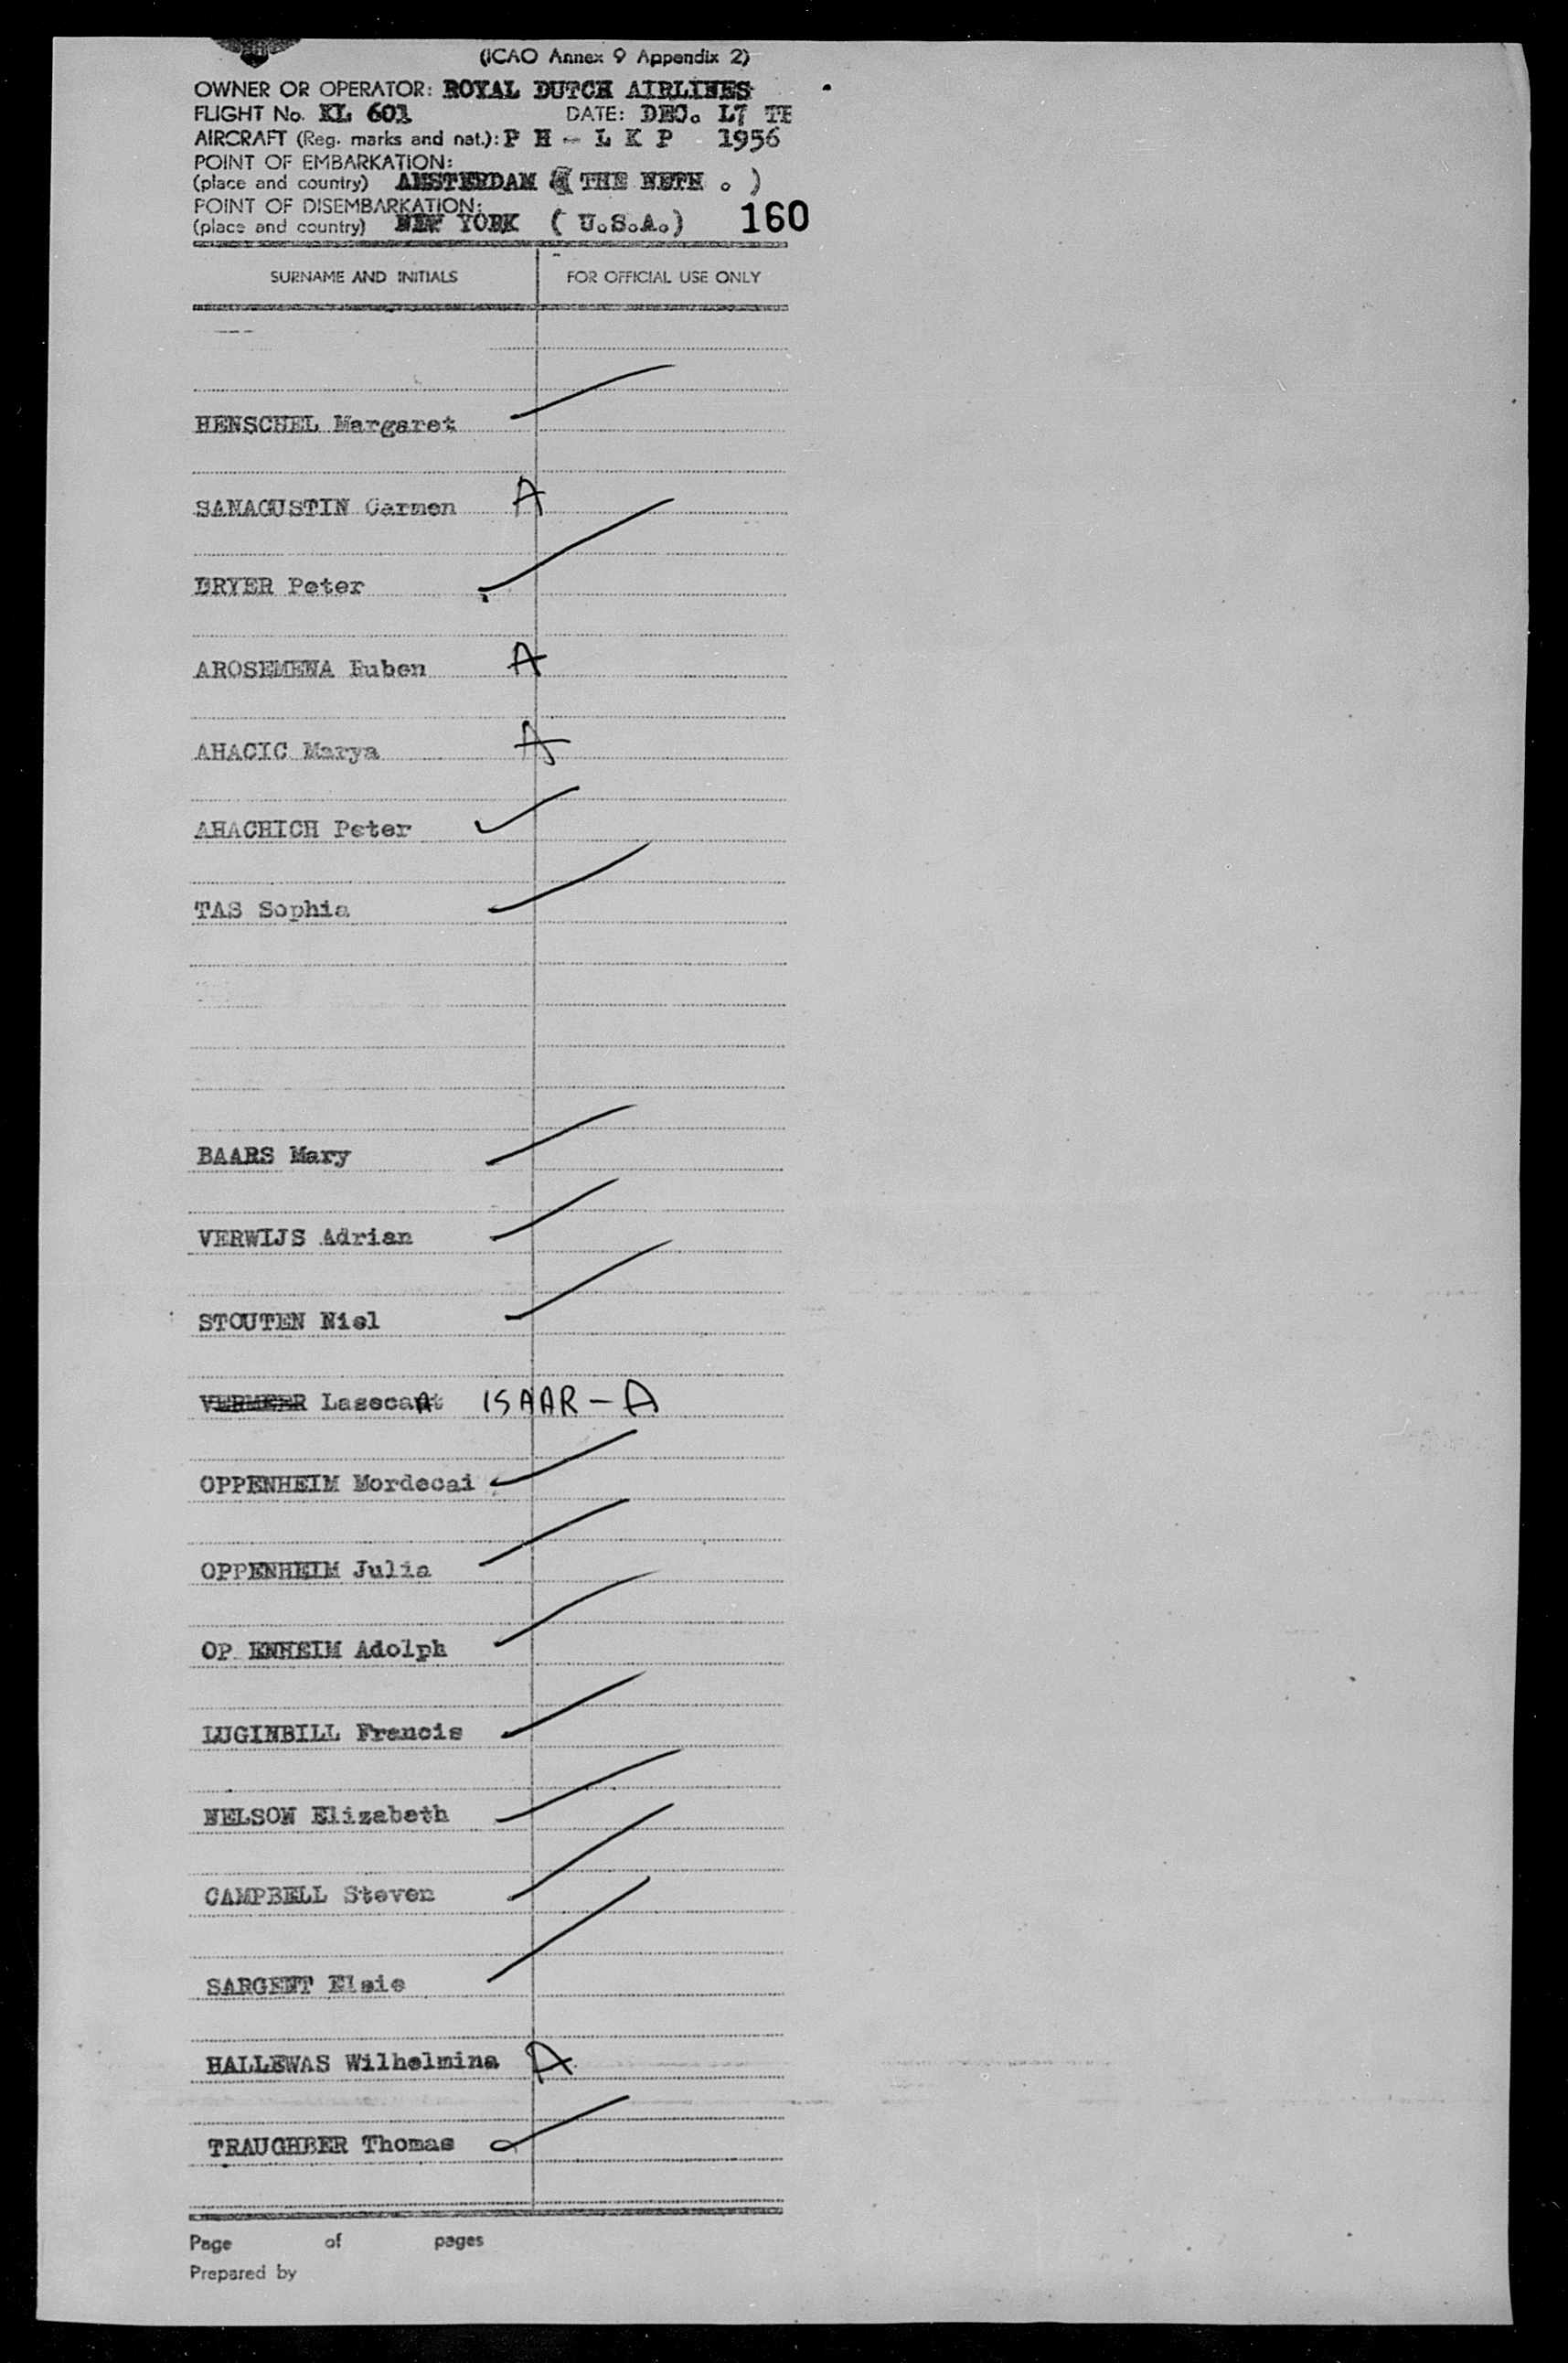 (ICAO Annex 9 Appendix 2)
OWNER OR OPERATOR: ROYAL DUTCH AIRLINES
FLIGHT No. KL 601 DATE: DEC. 17 TH
AIRCRAFT (Reg. marks and nat.): P H - L K P 1956
POINT OF EMBARKATION:
(place and country) AMSTERDAM ( THE NETH . )
POINT OF DISEMBARKATION:
(place and country) NEW YORK ( U.S.A.) 160
SURNAME AND INITIALS FOR OFFICIAL USE ONLY
HENSCHEL Margaret
SANAGUSTIN Carmen A
DRYER Peter
AROSEMENA Ruben A
AHACIC Marya A
AHACHICH Peter
TAS Sophia
BAARS Mary
VERWIJS Adrian
STOUTEN Niel
VERMEER Lasecat ISAAR - A
OPPENHEIM Mordecai
OPPENHEIM Julia
OP ENHEIM Adolph
LUGINBILL Francis
NELSON Elizabeth
CAMPBELL Steven
SARGENT Elsie
HALLEWAS Wilhelmina A
TRAUGHBER Thomas
Page of pages
Prepared by